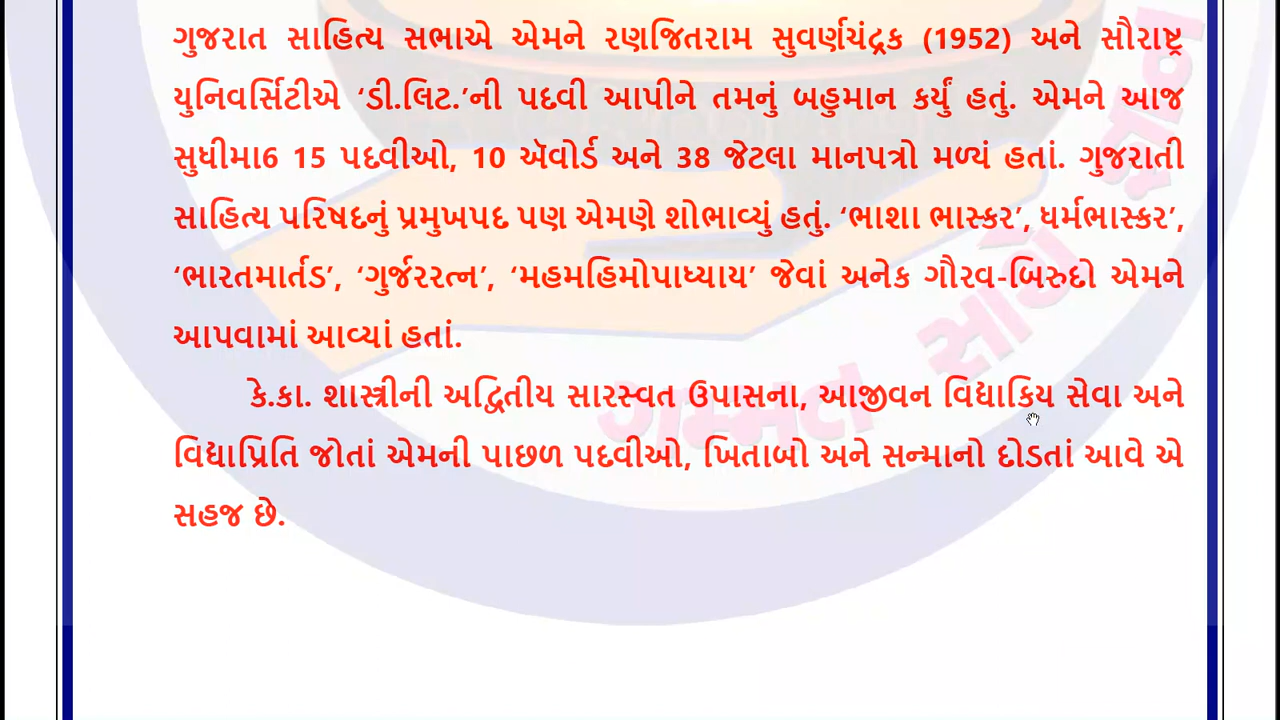 ગુજરાત સાહિત્ય સભાએ એમને રણજિતરામ સુવર્ણચંદ્રક (1952) અને સૌરાષ્ટ્ર
યુનિવર્સિટીએ ‘ડી.લિટ.’ની પદવી આપીને તમનું બહુમાન કર્યું હતું. એમને આજ
સુધીમા6 15 પદવીઓ, 10 ઍવોર્ડ અને 38 જેટલા માનપત્રો મળ્યં હતાં. ગુજરાતી
સાહિત્ય પરિષદનું પ્રમુખપદ પણ એમણે શોભાવ્યું હતું. ‘ભાશા ભાસ્કર’, ધર્મભાસ્કર’,
‘ભારતમાર્તંડ’, ‘ગુર્જરરત્ન’, ‘મહમહિમોપાધ્યાય’ જેવાં અનેક ગૌરવ-બિરુદો એમને
આપવામાં આવ્યાં હતાં.
કે.કા. શાસ્ત્રીની અદ્વિતીય સારસ્વત ઉપાસના, આજીવન વિદ્યાકિય સેવા અને
વિદ્યાપ્રિતિ જોતાં એમની પાછળ પદવીઓ, ખિતાબો અને સન્માનો દોડતાં આવે એ
સહજ છે.
ગમ્મત સાથે જ્ઞાન